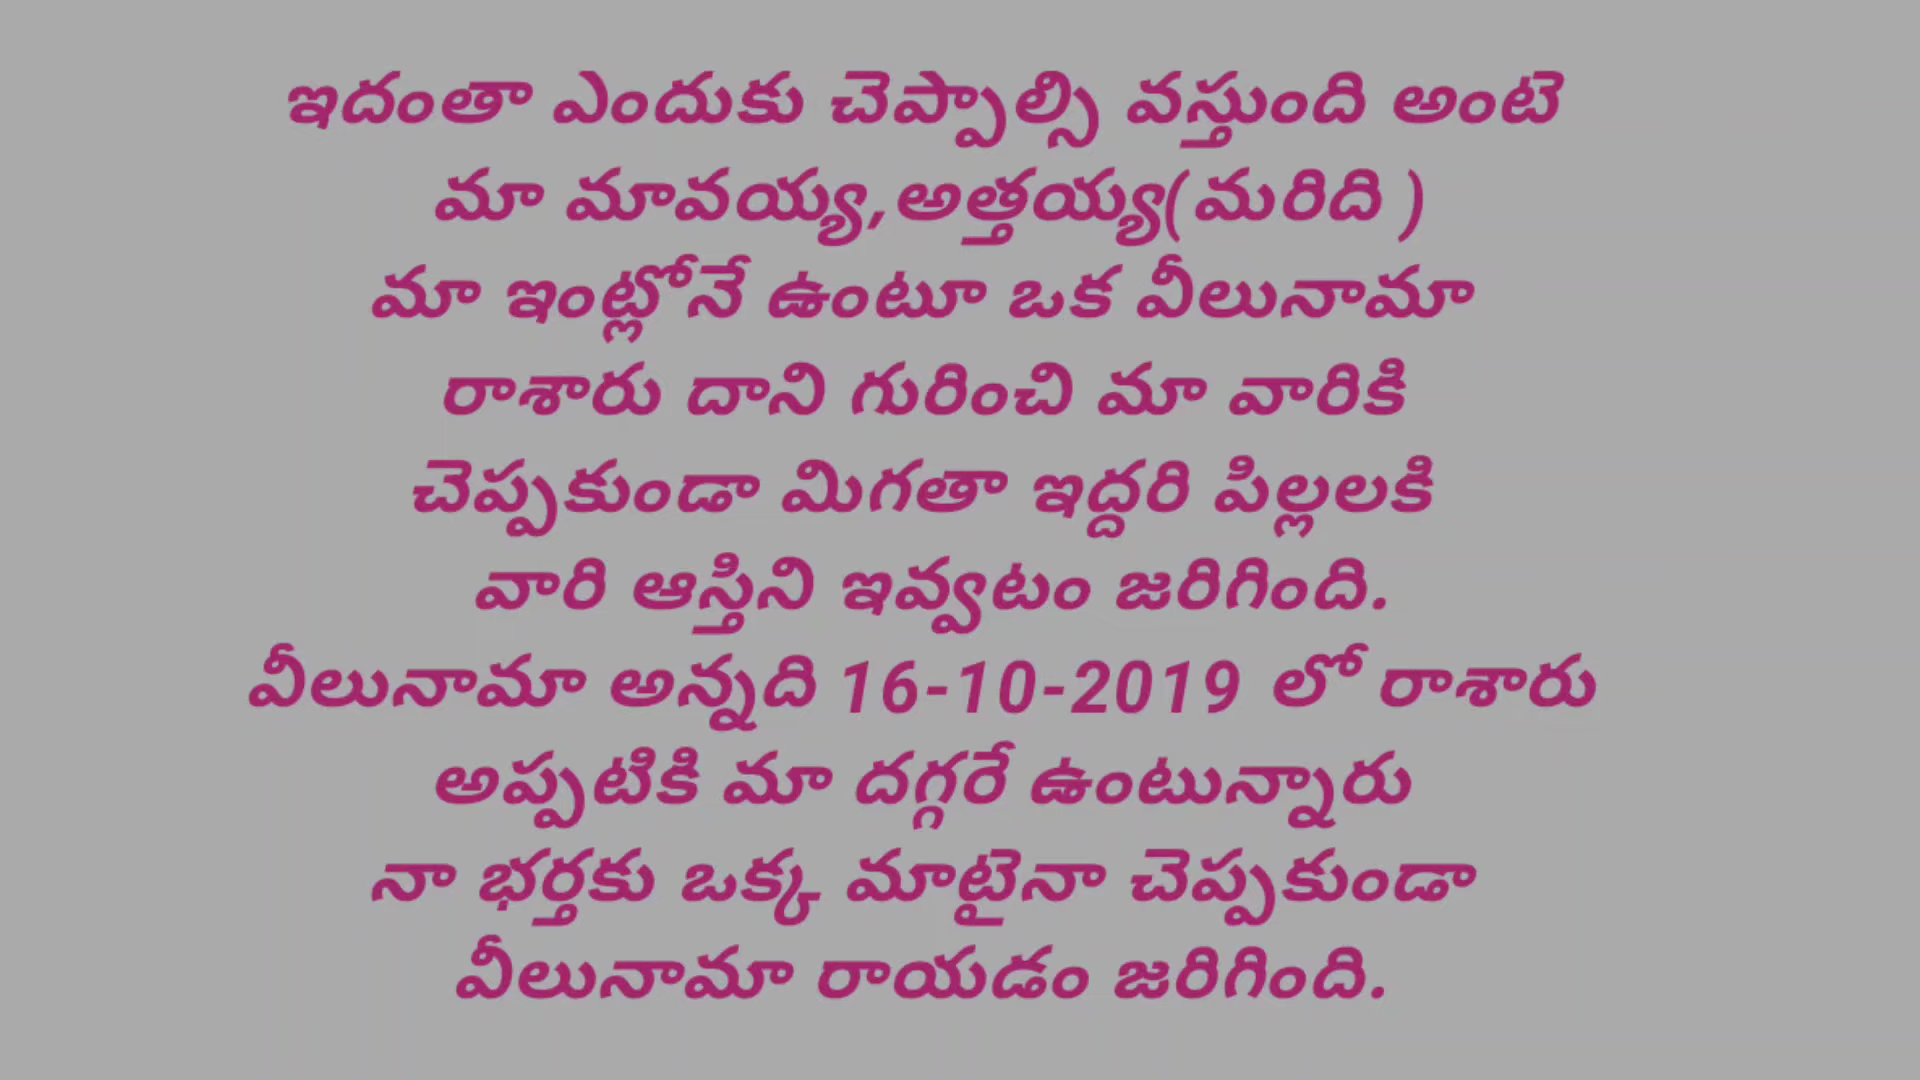 ఇదంతా ఎందుకు చెప్పాల్సి వస్తుంది అంటె
మా మావయ్య,అత్తయ్య(మరిది )
మా ఇంట్లోనే ఉంటూ ఒక వీలునామా
రాశారు దాని గురించి మా వారికి
చెప్పకుండా మిగతా ఇద్దరి పిల్లలకి
వారి ఆస్తిని ఇవ్వటం జరిగింది.
వీలునామా అన్నది 16-10-2019 లో రాశారు
అప్పటికి మా దగ్గరే ఉంటున్నారు
నా భర్తకు ఒక్క మాటైనా చెప్పకుండా
వీలునామా రాయడం జరిగింది.